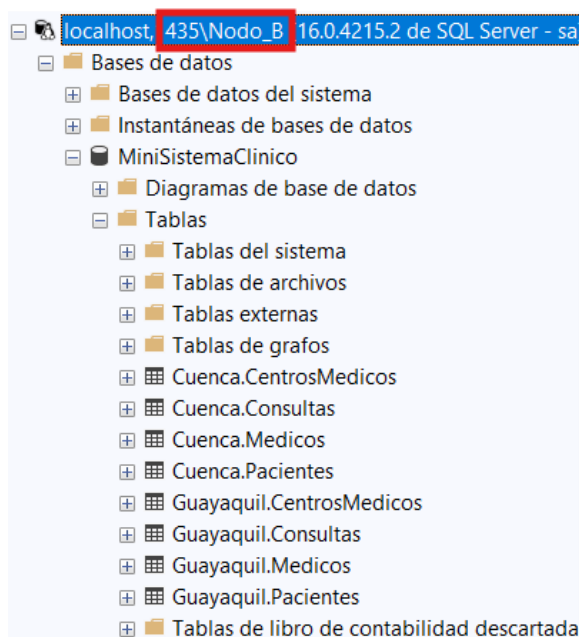 localhost, 435\Nodo_B 16.0.4215.2 de SQL Server - sa
Bases de datos
Bases de datos del sistema
Instantáneas de bases de datos
MiniSistemaClinico
Diagramas de base de datos
Tablas
Tablas del sistema
Tablas de archivos
Tablas externas
Tablas de grafos
Cuenca.CentrosMedicos
Cuenca.Consultas
Cuenca.Medicos
Cuenca.Pacientes
Guayaquil.CentrosMedicos
Guayaquil.Consultas
Guayaquil.Medicos
Guayaquil.Pacientes
Tablas de libro de contabilidad descartada